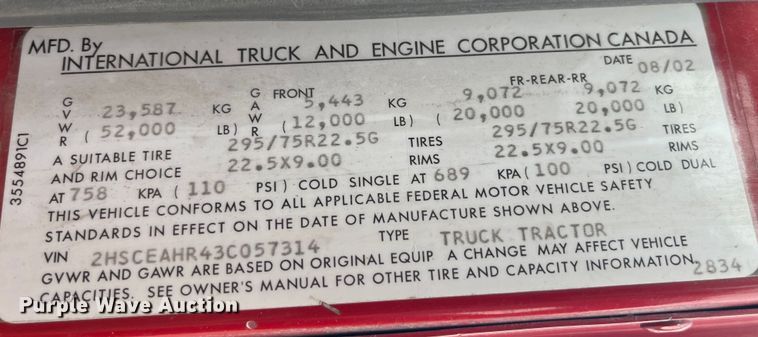 MFD. By
INTERNATIONAL TRUCK AND ENGINE CORPORATION CANADA
DATE 08/02
GVWR 23,587 KG GAWR FRONT 5,443 KG FR-REAR-RR 9,072 9,072 KG
( 52,000 LB) (12,000 LB) ( 20,000 20,000 LB)
A SUITABLE TIRE 295/75R22.5G TIRES 295/75R22.5G TIRES
AND RIM CHOICE 22.5X9.00 RIMS 22.5X9.00 RIMS
AT 758 KPA ( 110 PSI) COLD SINGLE AT 689 KPA (100 PSI) COLD DUAL
THIS VEHICLE CONFORMS TO ALL APPLICABLE FEDERAL MOTOR VEHICLE SAFETY
STANDARDS IN EFFECT ON THE DATE OF MANUFACTURE SHOWN ABOVE.
VIN 2HSCEAHR43C057314 TYPE TRUCK TRACTOR
GVWR AND GAWR ARE BASED ON ORIGINAL EQUIP A CHANGE MAY AFFECT VEHICLE
CAPACITIES. SEE OWNER'S MANUAL FOR OTHER TIRE AND CAPACITY INFORMATION.
2834
3554891C1
Purple Wave Auction